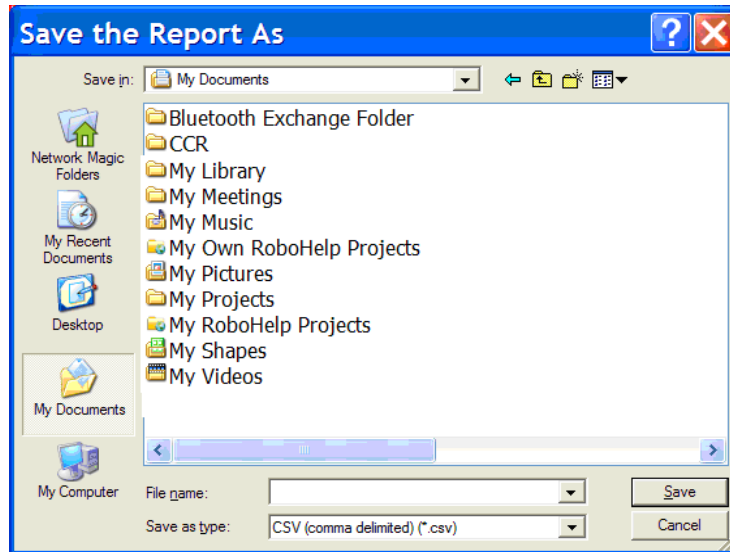 Save the Report As
Save in: My Documents
Network Magic
Folders
My Recent
Documents
Desktop
My Documents
My Computer
Bluetooth Exchange Folder
CCR
My Library
My Meetings
My Music
My Own RoboHelp Projects
My Pictures
My Projects
My RoboHelp Projects
My Shapes
My Videos
File name:
Save
Save as type: CSV (comma delimited) (*.csv)
Cancel